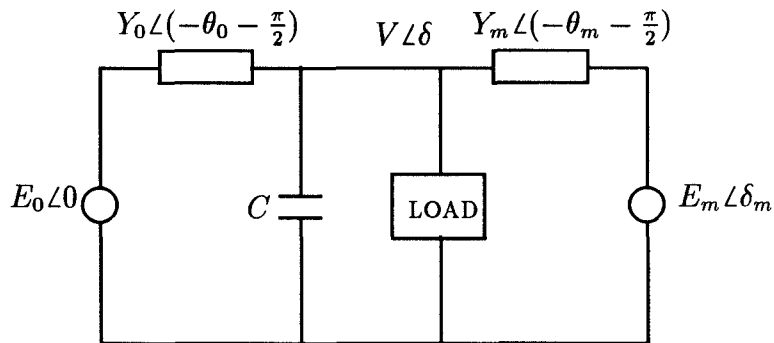 Y₀∠(−θ₀ − π/2)
V∠δ
Yₘ∠(−θₘ − π/2)
E₀∠0
C
LOAD
Eₘ∠δₘ